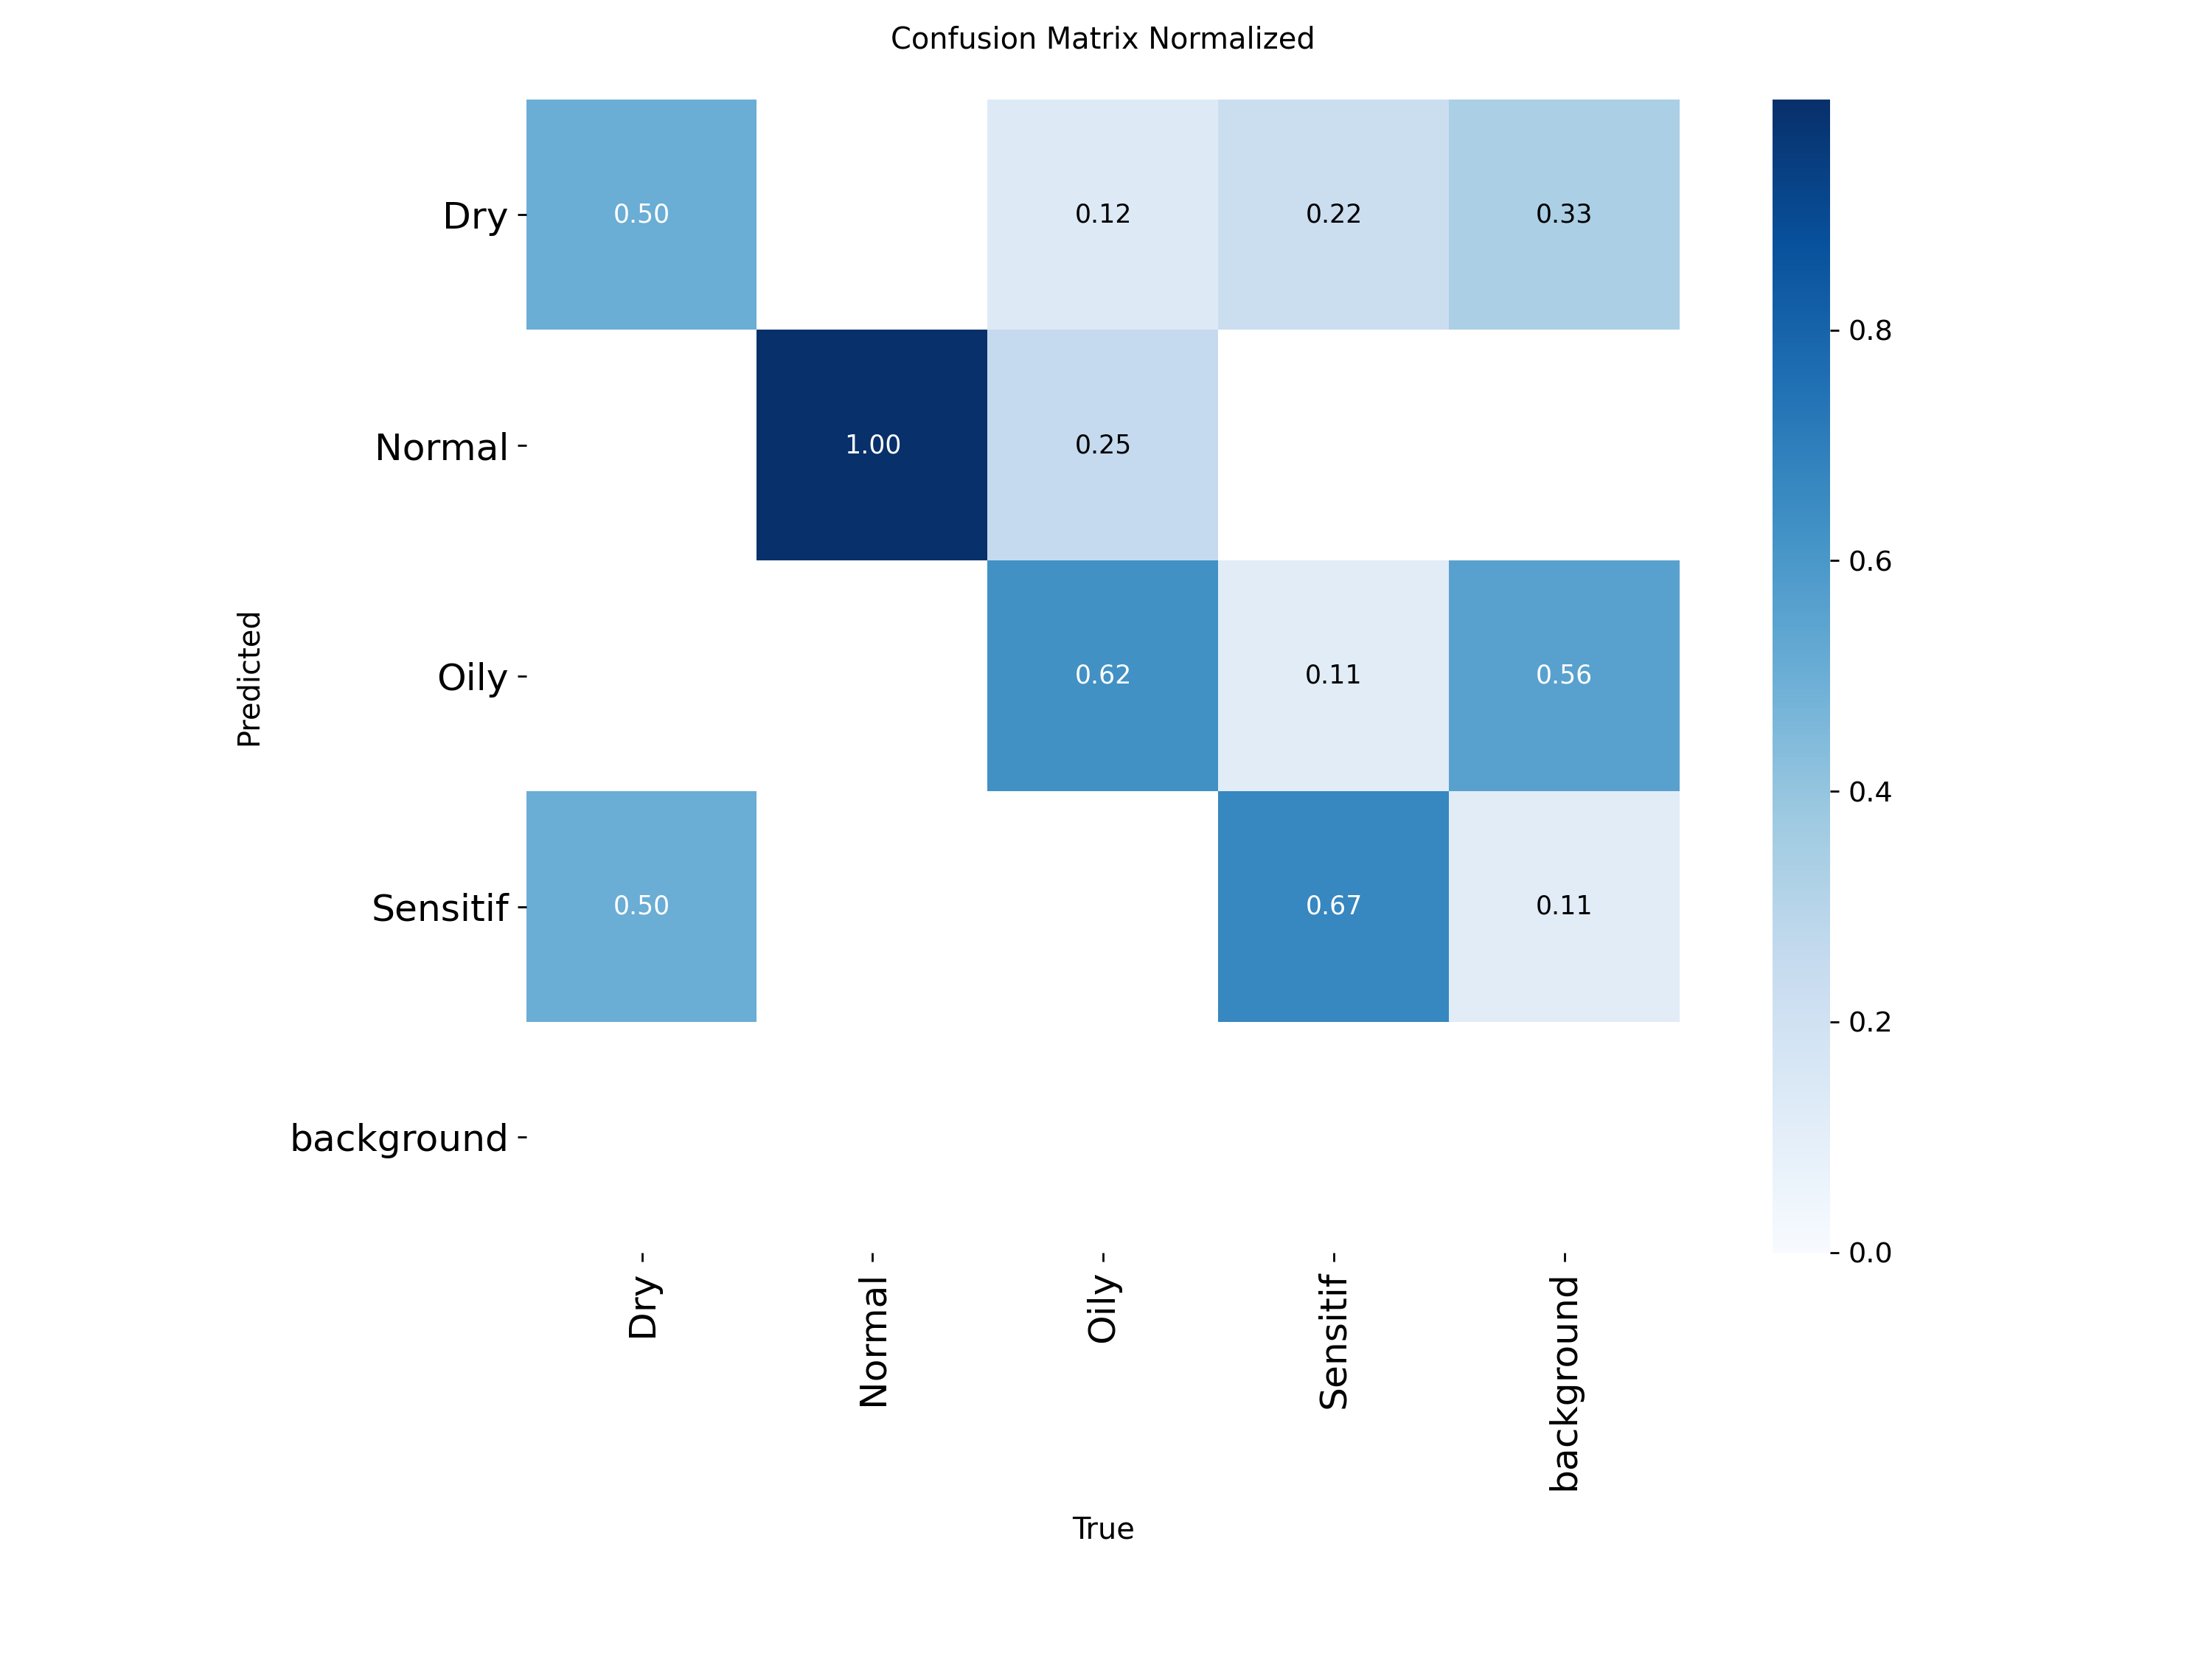 Confusion Matrix Normalized
Dry
0.50
0.12
0.22
0.33
Normal
1.00
0.25
Oily
0.62
0.11
0.56
Sensitif
0.50
0.67
0.11
background
Predicted
Dry
Normal
Oily
Sensitif
background
True
0.8
0.6
0.4
0.2
0.0